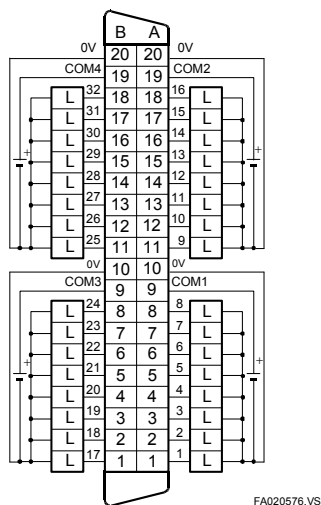 B A
0V 20 20 0V
COM4 19 19 COM2
L 32 18 18 16 L
L 31 17 17 15 L
L 30 16 16 14 L
L 29 15 15 13 L
L 28 14 14 12 L
L 27 13 13 11 L
L 26 12 12 10 L
L 25 11 11 9 L
0V 10 10 0V
COM3 9 9 COM1
L 24 8 8 8 L
L 23 7 7 7 L
L 22 6 6 6 L
L 21 5 5 5 L
L 20 4 4 4 L
L 19 3 3 3 L
L 18 2 2 2 L
L 17 1 1 1 L
FA020576.VS